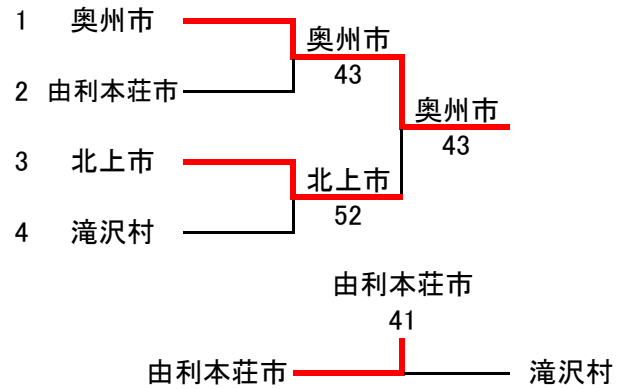 1 奥州市
奥州市
43
2 由利本荘市
奥州市
43
3 北上市
北上市
52
4 滝沢村
由利本荘市
41
由利本荘市
滝沢村